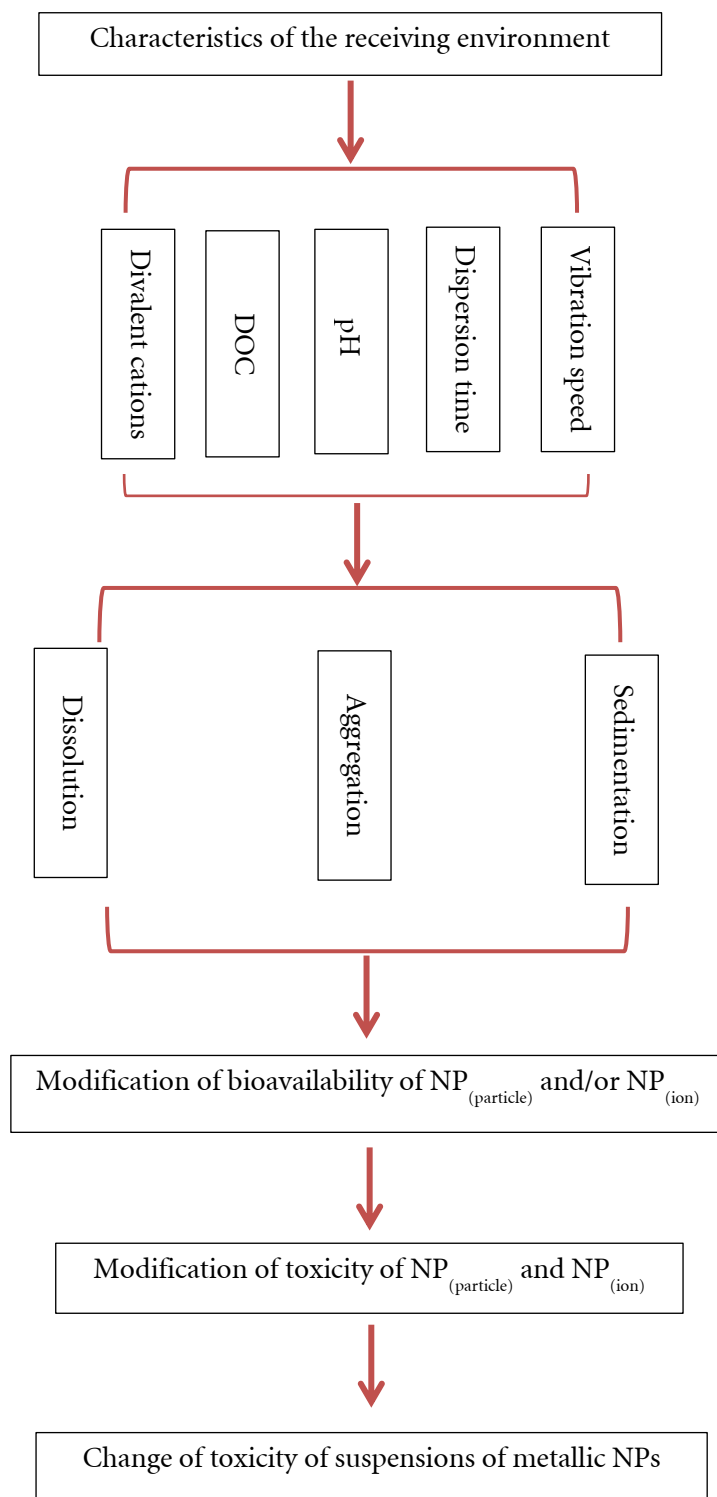 Characteristics of the receiving environment
Divalent cations
DOC
pH
Dispersion time
Vibration speed
Dissolution
Aggregation
Sedimentation
Modification of bioavailability of NP(particle) and/or NP(ion)
Modification of toxicity of NP(particle) and NP(ion)
Change of toxicity of suspensions of metallic NPs